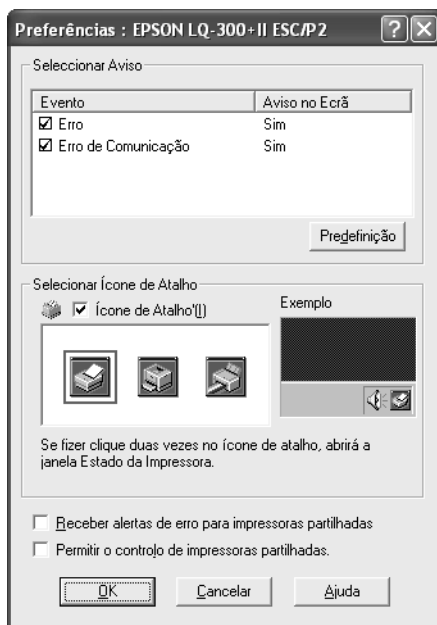 Preferências : EPSON LQ-300+II ESC/P2
Seleccionar Aviso
Evento Aviso no Ecrã
Erro Sim
Erro de Comunicação Sim
Predefinição
Selecionar Ícone de Atalho
Ícone de Atalho'(I) Exemplo
Se fizer clique duas vezes no ícone de atalho, abrirá a
janela Estado da Impressora.
Receber alertas de erro para impressoras partilhadas
Permitir o controlo de impressoras partilhadas.
OK Cancelar Ajuda